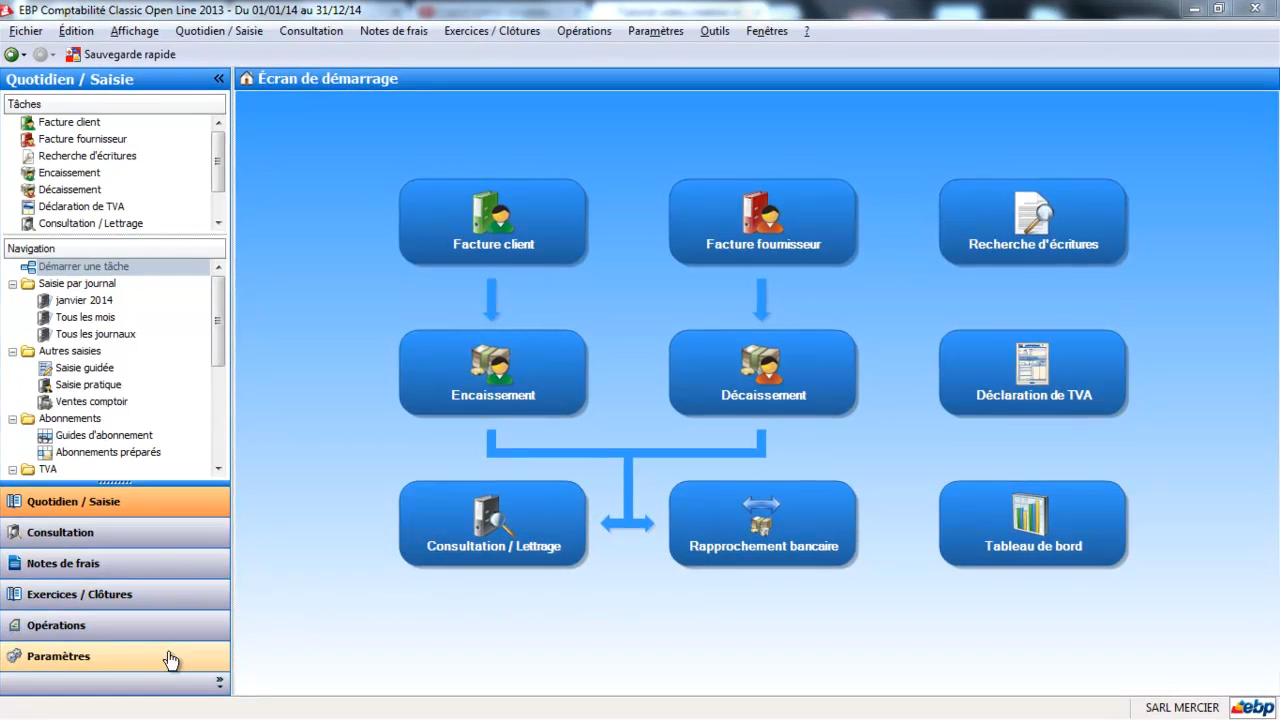 EBP Comptabilité Classic Open Line 2013 - Du 01/01/14 au 31/12/14
Fichier Édition Affichage Quotidien / Saisie Consultation Notes de frais Exercices / Clôtures Opérations Paramètres Outils Fenêtres ?
Sauvegarde rapide
Quotidien / Saisie
Écran de démarrage
Tâches
Facture client
Facture fournisseur
Recherche d'écritures
Encaissement
Décaissement
Déclaration de TVA
Consultation / Lettrage
Navigation
Démarrer une tâche
Saisie par journal
janvier 2014
Tous les mois
Tous les journaux
Autres saisies
Saisie guidée
Saisie pratique
Ventes comptoir
Abonnements
Guides d'abonnement
Abonnements préparés
TVA
Quotidien / Saisie
Consultation
Notes de frais
Exercices / Clôtures
Opérations
Paramètres
Facture client
Facture fournisseur
Recherche d'écritures
Encaissement
Décaissement
Déclaration de TVA
Consultation / Lettrage
Rapprochement bancaire
Tableau de bord
SARL MERCIER
ebp